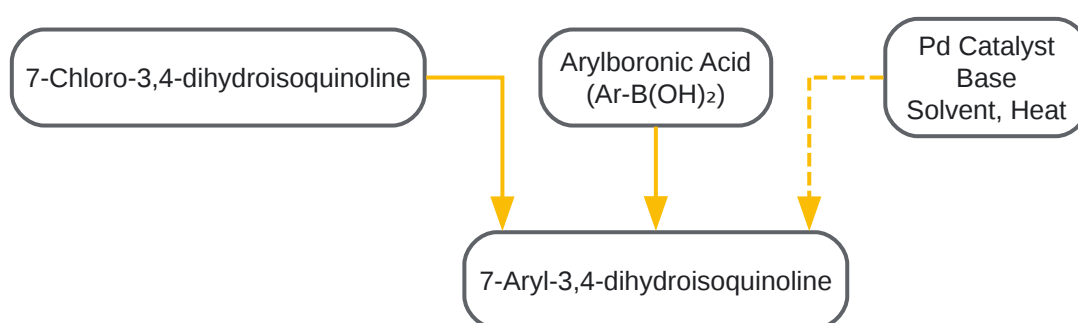 7-Chloro-3,4-dihydroisoquinoline
Arylboronic Acid
(Ar-B(OH)₂)
Pd Catalyst
Base
Solvent, Heat
7-Aryl-3,4-dihydroisoquinoline